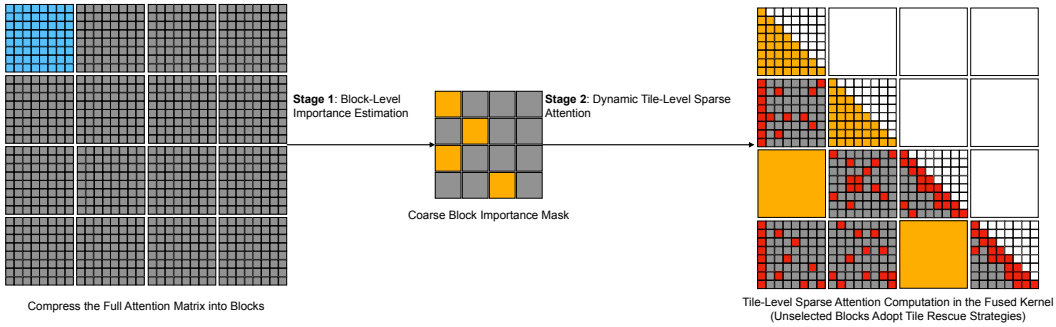 Stage 1: Block-Level
Importance Estimation
Stage 2: Dynamic Tile-Level Sparse
Attention
Coarse Block Importance Mask
Compress the Full Attention Matrix into Blocks
Tile-Level Sparse Attention Computation in the Fused Kernel
(Unselected Blocks Adopt Tile Rescue Strategies)